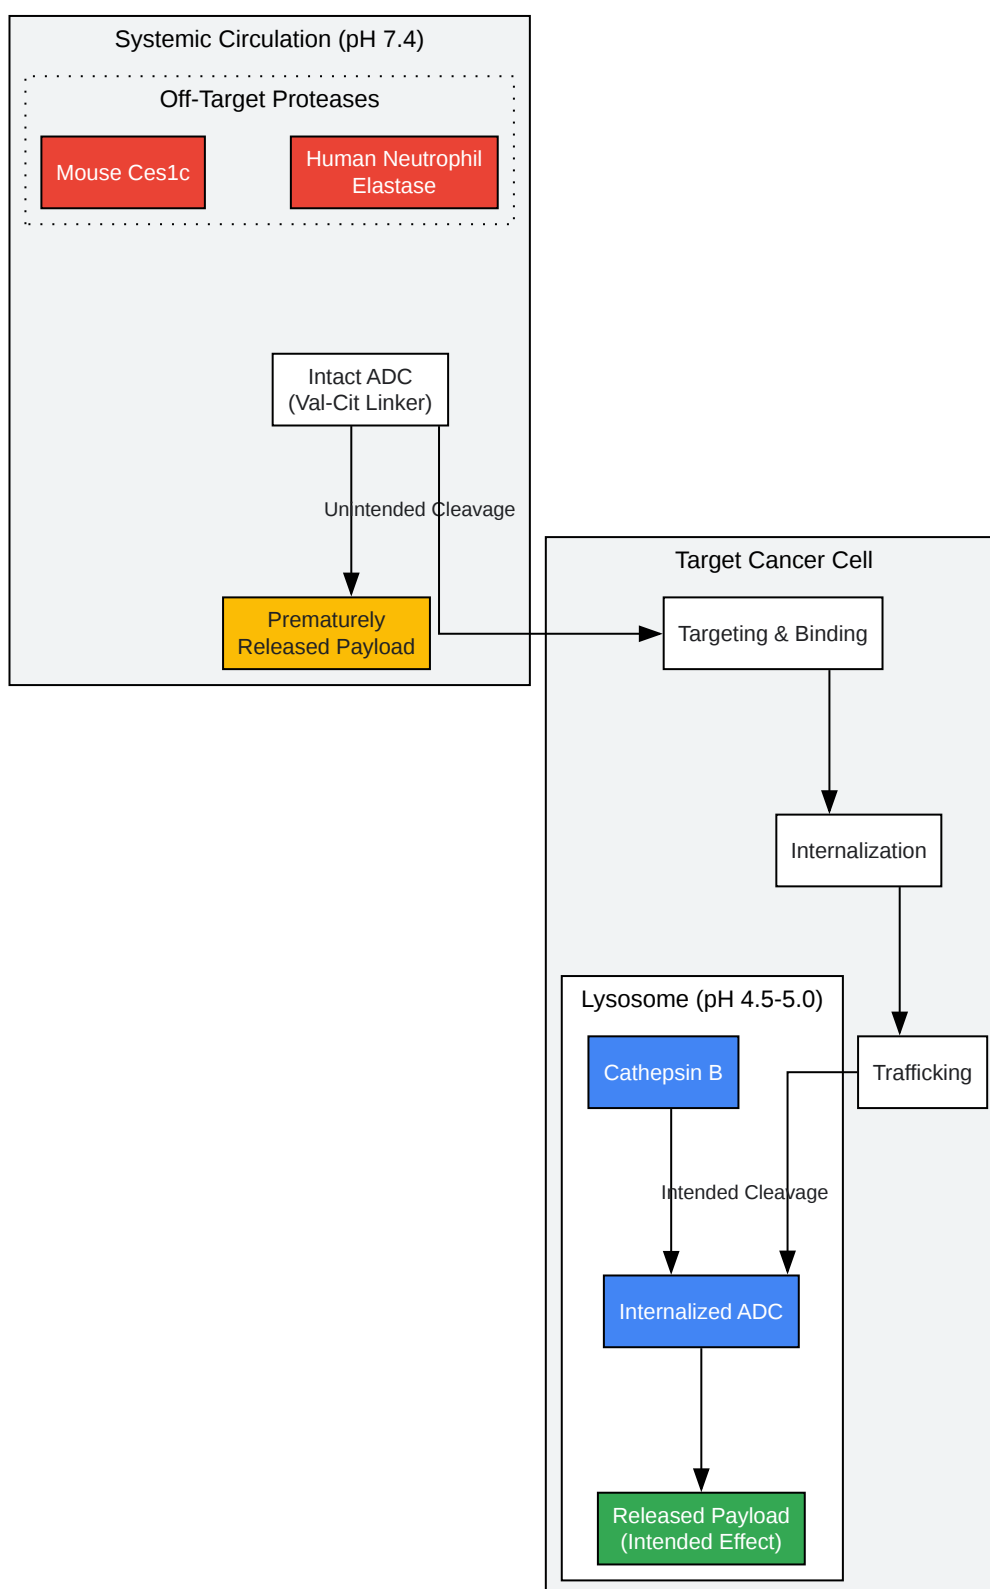 Systemic Circulation (pH 7.4)
Off-Target Proteases
Mouse Ces1c
Human Neutrophil
Elastase
Intact ADC
(Val-Cit Linker)
Unintended Cleavage
Prematurely
Released Payload
Target Cancer Cell
Targeting & Binding
Internalization
Lysosome (pH 4.5-5.0)
Cathepsin B
Trafficking
Intended Cleavage
Internalized ADC
Released Payload
(Intended Effect)